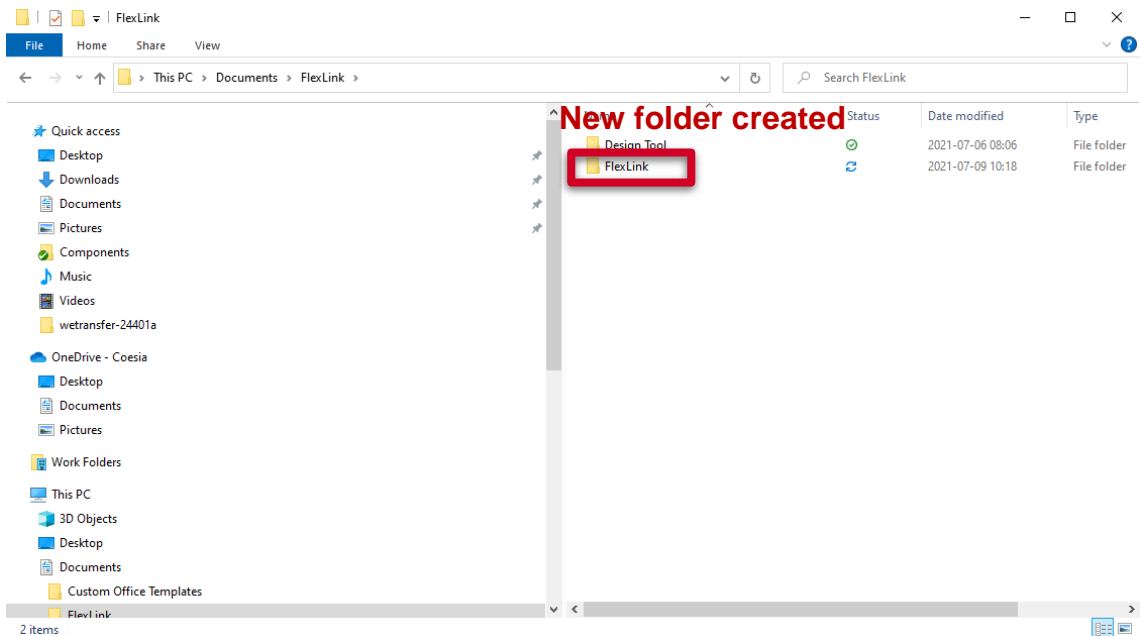 FlexLink
File Home Share View
> This PC > Documents > FlexLink >
Search FlexLink
New folder created
Status Date modified Type
Quick access
Desktop
Downloads
Documents
Pictures
Components
Music
Videos
wetransfer-24401a
OneDrive - Coesia
Desktop
Documents
Pictures
Work Folders
This PC
3D Objects
Desktop
Documents
Custom Office Templates
FlexLink
Design Tool 2021-07-06 08:06 File folder
FlexLink 2021-07-09 10:18 File folder
2 items